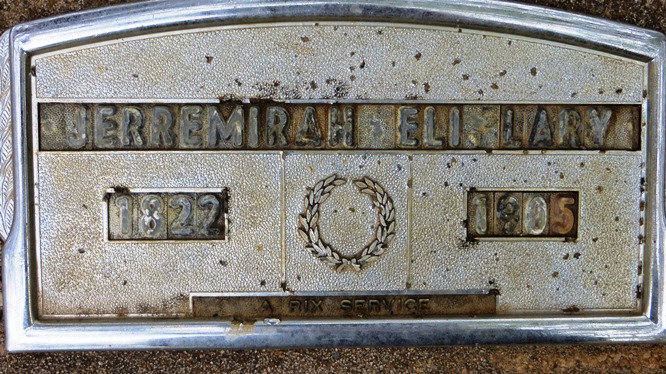 JERREMIRAH ELI LARY
1822 1905
A RIX SERVICE